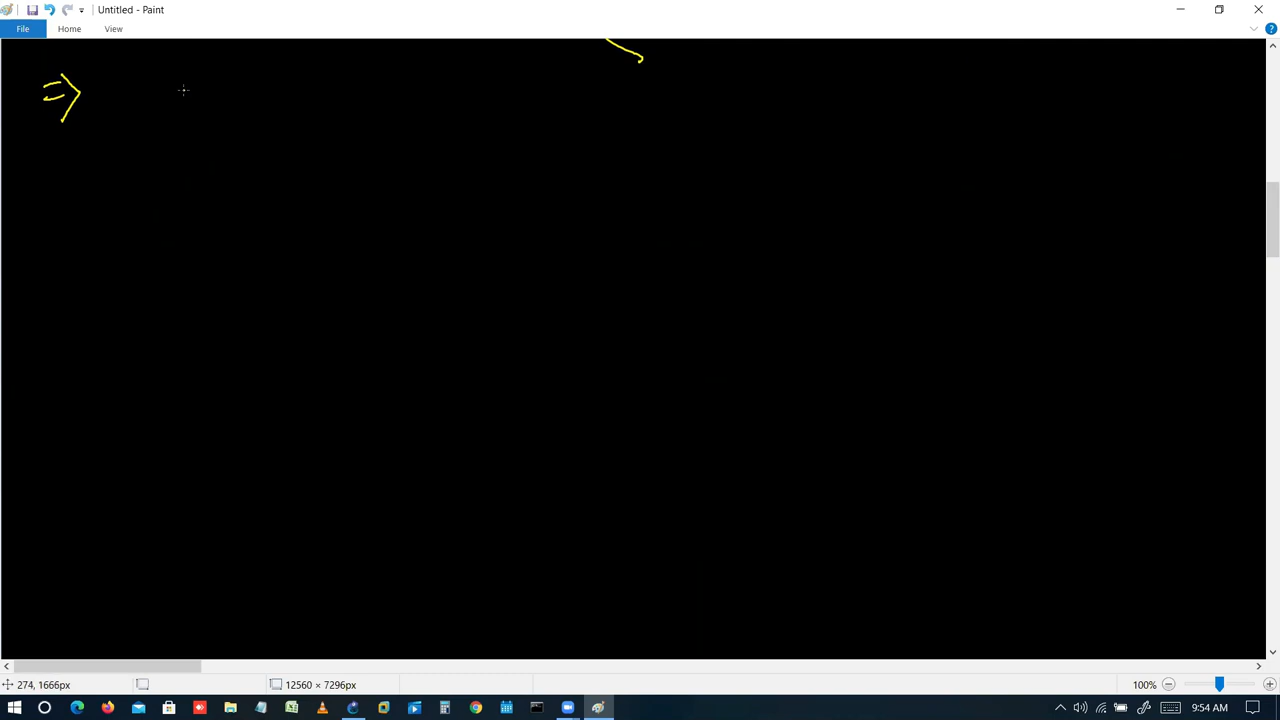 Untitled - Paint
File Home View
⇒
274, 1666px 12560 × 7296px 100%
9:54 AM